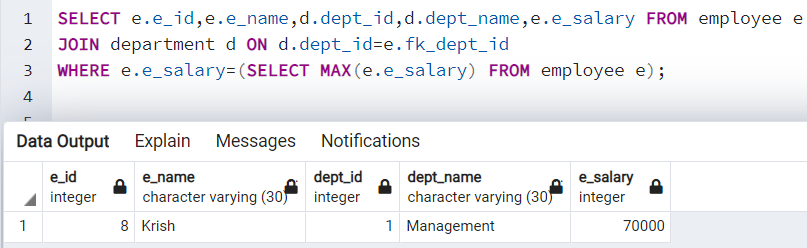 1 SELECT e.e_id,e.e_name,d.dept_id,d.dept_name,e.e_salary FROM employee e
2 JOIN department d ON d.dept_id=e.fk_dept_id
3 WHERE e.e_salary=(SELECT MAX(e.e_salary) FROM employee e);
4
5
Data Output Explain Messages Notifications
e_id e_name dept_id dept_name e_salary
integer character varying (30) integer character varying (30) integer
1 8 Krish 1 Management 70000